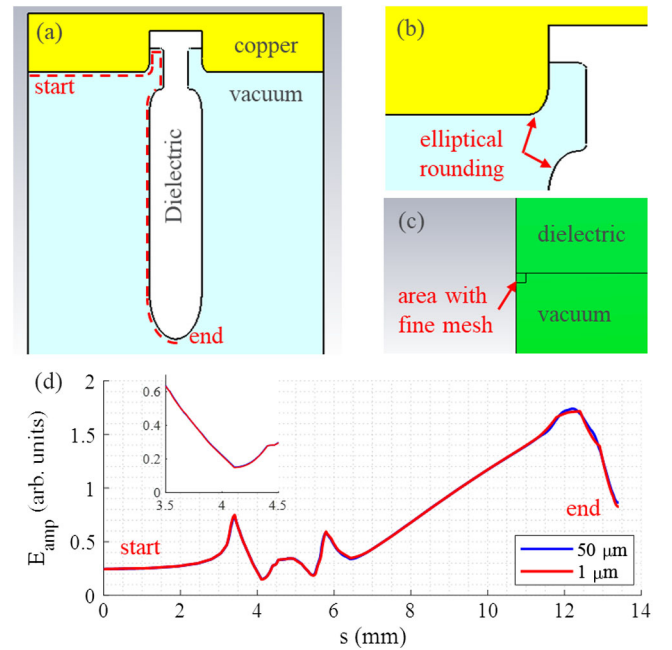 (a)
copper
start
vacuum
Dielectric
end
(b)
elliptical
rounding
(c)
dielectric
area with
fine mesh
vacuum
(d)
E_amp (arb. units)
2
1.5
1
0.5
0
0.6
0.4
0.2
0
3.5
4
4.5
start
end
50 μm
1 μm
0
2
4
6
8
10
12
14
s (mm)